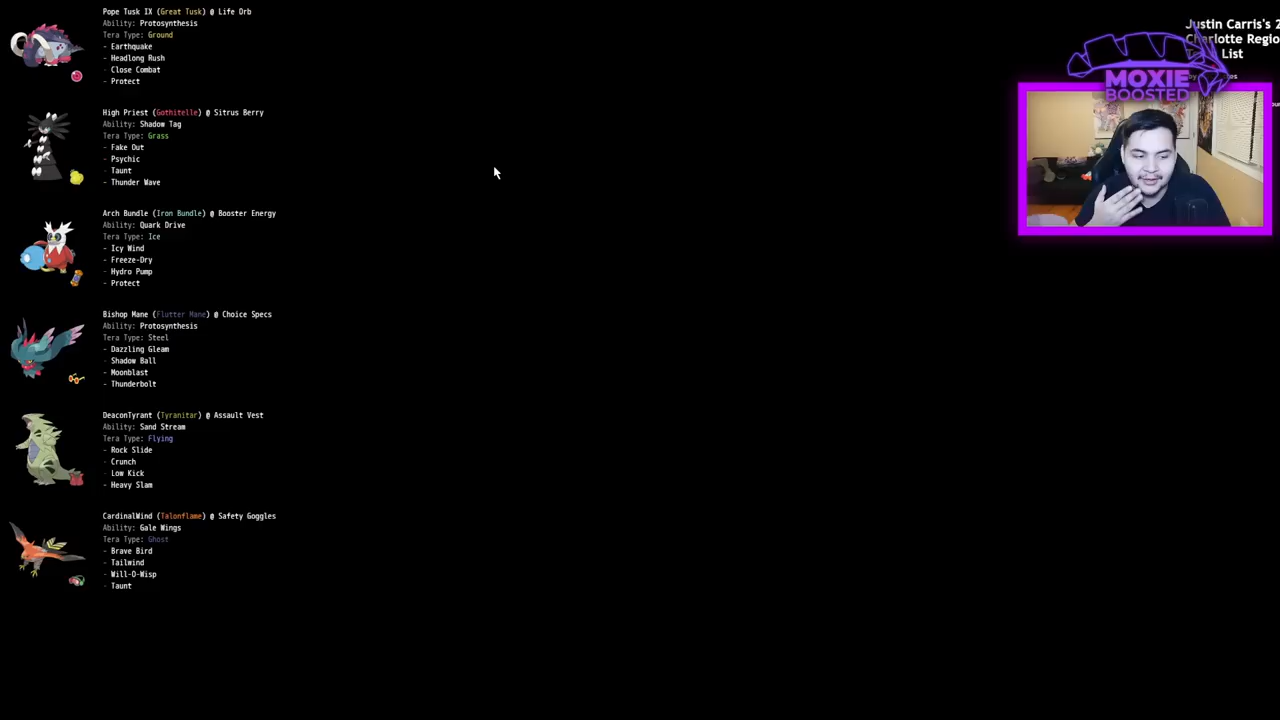 Pope Tusk IX (Great Tusk) @ Life Orb
Ability: Protosynthesis
Tera Type: Ground
- Earthquake
- Headlong Rush
- Close Combat
- Protect
High Priest (Gothitelle) @ Sitrus Berry
Ability: Shadow Tag
Tera Type: Grass
- Fake Out
- Psychic
- Taunt
- Thunder Wave
Arch Bundle (Iron Bundle) @ Booster Energy
Ability: Quark Drive
Tera Type: Ice
- Icy Wind
- Freeze-Dry
- Hydro Pump
- Protect
Bishop Mane (Flutter Mane) @ Choice Specs
Ability: Protosynthesis
Tera Type: Steel
- Dazzling Gleam
- Shadow Ball
- Moonblast
- Thunderbolt
DeaconTyrant (Tyranitar) @ Assault Vest
Ability: Sand Stream
Tera Type: Flying
- Rock Slide
- Crunch
- Low Kick
- Heavy Slam
CardinalWind (Talonflame) @ Safety Goggles
Ability: Gale Wings
Tera Type: Ghost
- Brave Bird
- Tailwind
- Will-O-Wisp
- Taunt
Justin Carris's 2
Charlotte Regio
List
MOXIE
BOOSTED